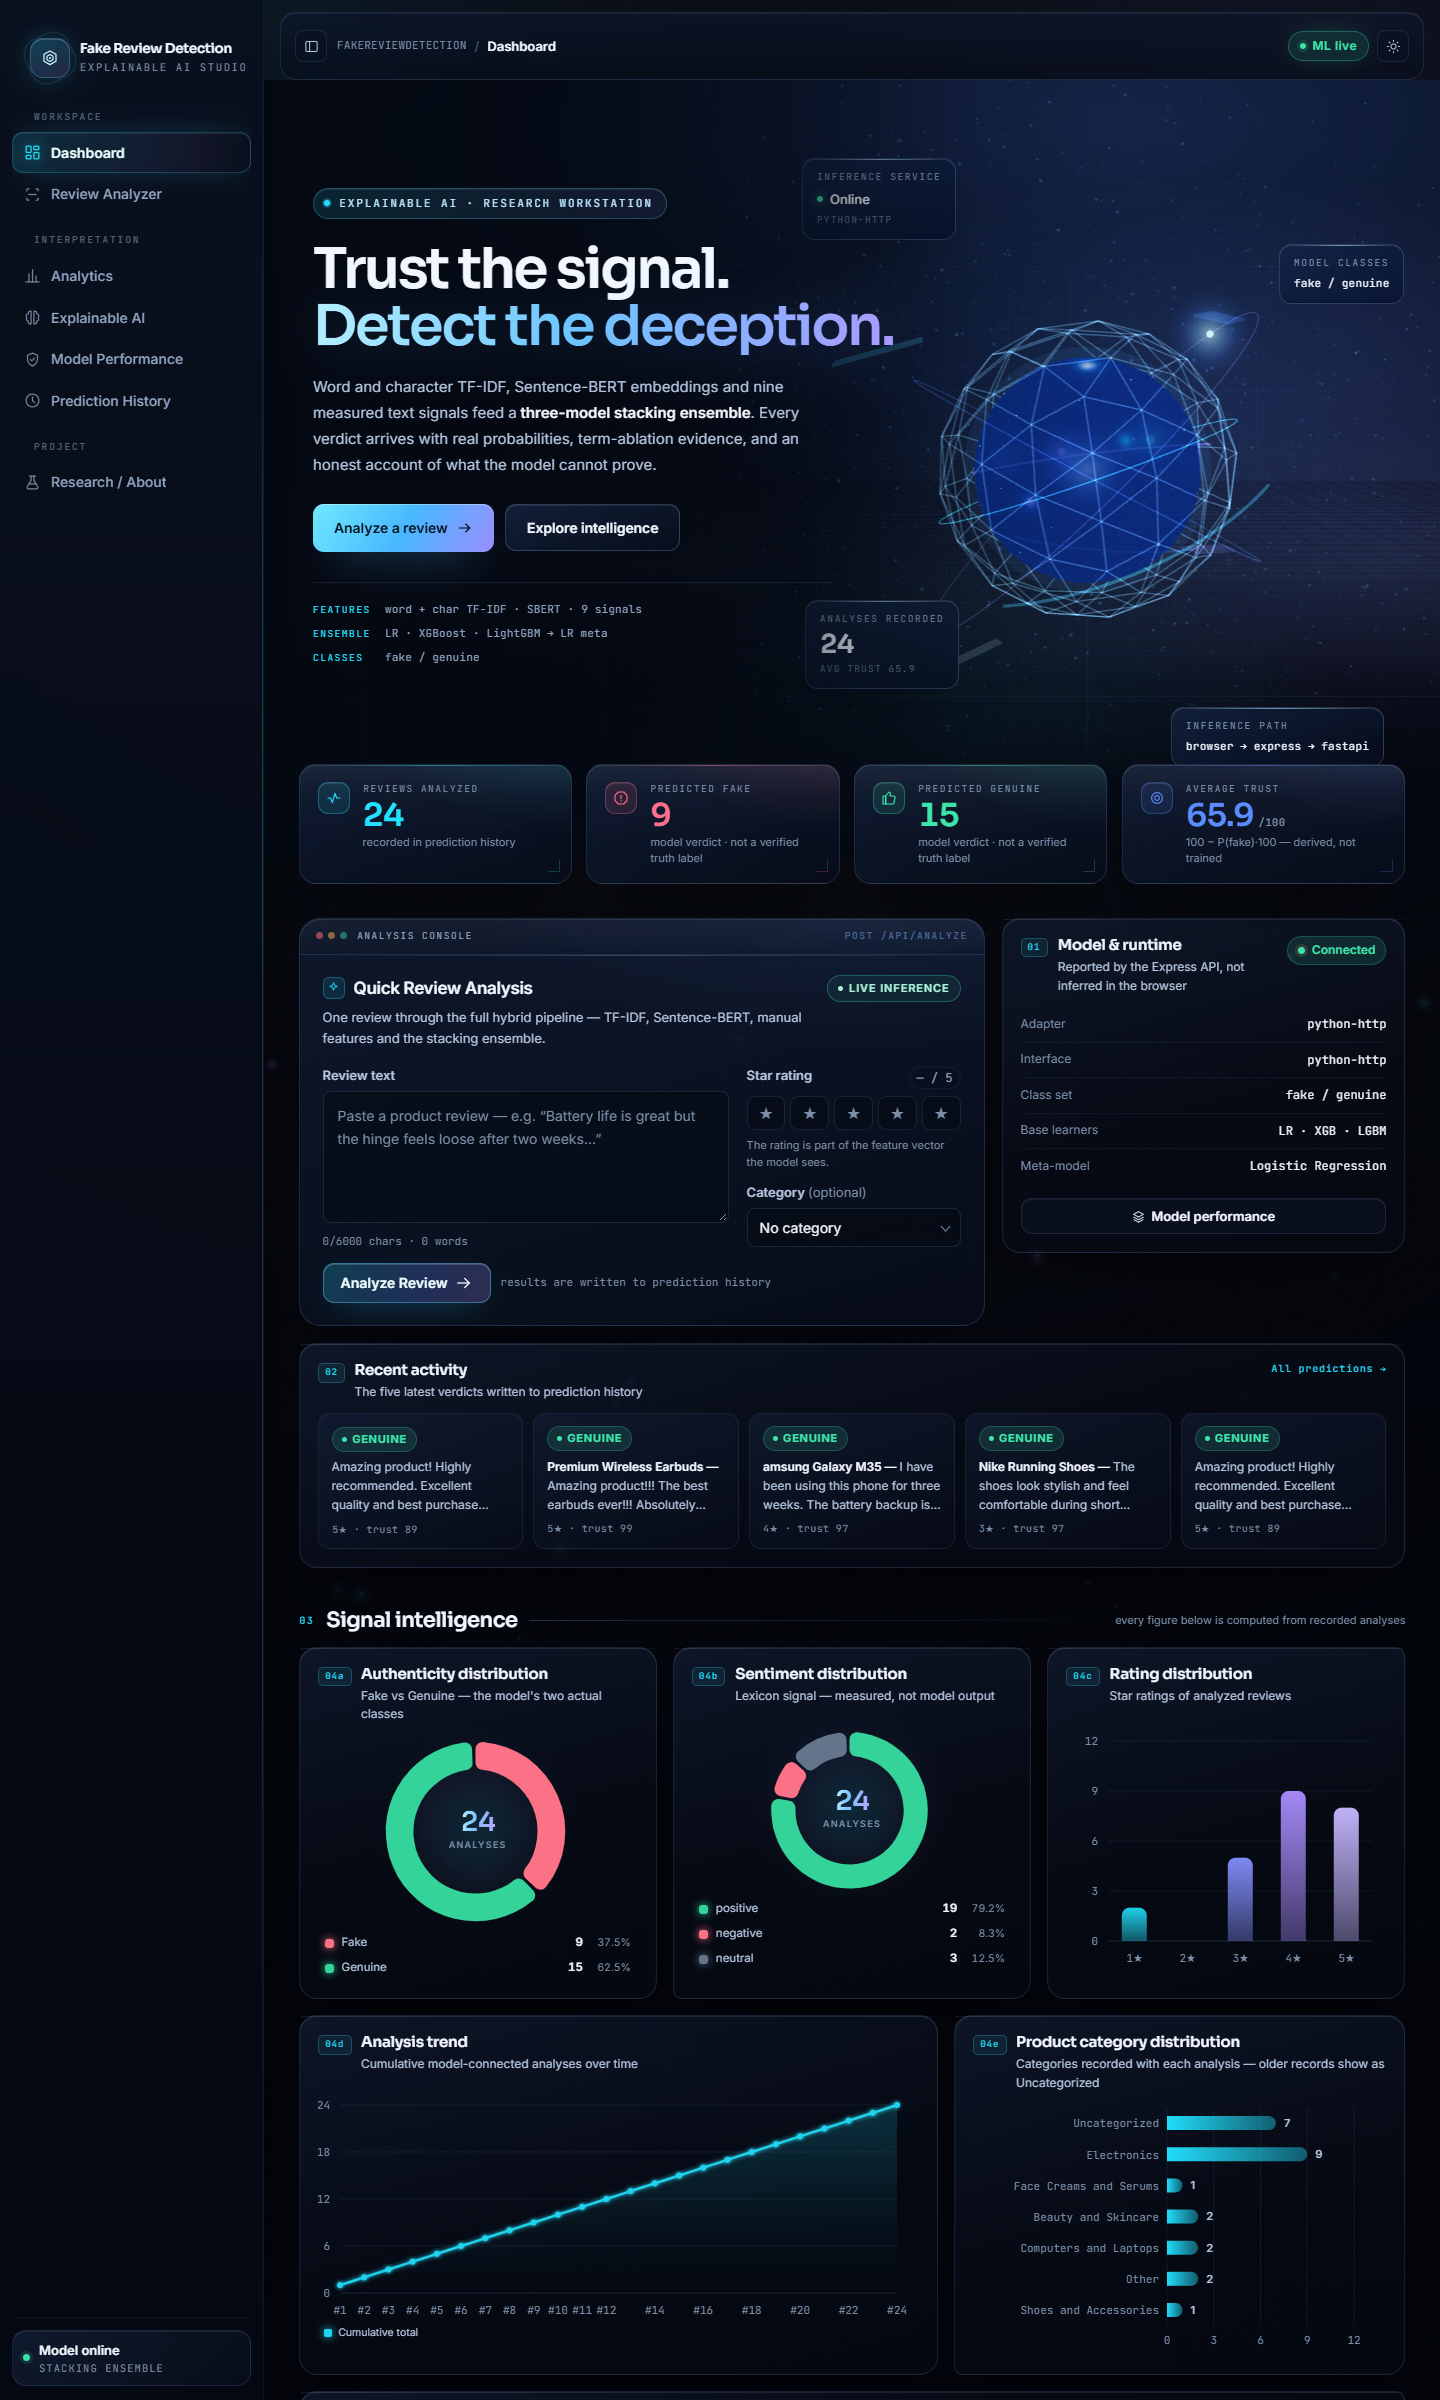 Fake Review Detection
EXPLAINABLE AI STUDIO
WORKSPACE
Dashboard
Review Analyzer
INTERPRETATION
Analytics
Explainable AI
Model Performance
Prediction History
PROJECT
Research / About
Model online
STACKING ENSEMBLE
FAKEREVIEWDETECTION / Dashboard
ML live
EXPLAINABLE AI · RESEARCH WORKSTATION
Trust the signal.
Detect the deception.
Word and character TF-IDF, Sentence-BERT embeddings and nine
measured text signals feed a three-model stacking ensemble. Every
verdict arrives with real probabilities, term-ablation evidence, and an
honest account of what the model cannot prove.
Analyze a review →
Explore intelligence
FEATURES word + char TF-IDF · SBERT · 9 signals
ENSEMBLE LR · XGBoost · LightGBM → LR meta
CLASSES fake / genuine
INFERENCE SERVICE
Online
PYTHON-HTTP
MODEL CLASSES
fake / genuine
ANALYSES RECORDED
24
AVG TRUST 65.9
INFERENCE PATH
browser → express → fastapi
REVIEWS ANALYZED
24
recorded in prediction history
PREDICTED FAKE
9
model verdict · not a verified
truth label
PREDICTED GENUINE
15
model verdict · not a verified
truth label
AVERAGE TRUST
65.9 /100
100 − P(fake)·100 — derived, not
trained
ANALYSIS CONSOLE
POST /API/ANALYZE
Quick Review Analysis
LIVE INFERENCE
One review through the full hybrid pipeline — TF-IDF, Sentence-BERT, manual
features and the stacking ensemble.
Review text
Paste a product review — e.g. “Battery life is great but
the hinge feels loose after two weeks…”
0/6000 chars · 0 words
Star rating
— / 5
★ ★ ★ ★ ★
The rating is part of the feature vector
the model sees.
Category (optional)
No category
Analyze Review →
results are written to prediction history
01
Model & runtime
Reported by the Express API, not
inferred in the browser
Connected
Adapter python-http
Interface python-http
Class set fake / genuine
Base learners LR · XGB · LGBM
Meta-model Logistic Regression
Model performance
02
Recent activity
The five latest verdicts written to prediction history
All predictions →
GENUINE
Amazing product! Highly
recommended. Excellent
quality and best purchase…
5★ · trust 89
GENUINE
Premium Wireless Earbuds —
Amazing product!!! The best
earbuds ever!!! Absolutely…
5★ · trust 99
GENUINE
amsung Galaxy M35 — I have
been using this phone for three
weeks. The battery backup is…
4★ · trust 97
GENUINE
Nike Running Shoes — The
shoes look stylish and feel
comfortable during short…
3★ · trust 97
GENUINE
Amazing product! Highly
recommended. Excellent
quality and best purchase…
5★ · trust 89
03
Signal intelligence
every figure below is computed from recorded analyses
04a
Authenticity distribution
Fake vs Genuine — the model's two actual
classes
24
ANALYSES
Fake 9 37.5%
Genuine 15 62.5%
04b
Sentiment distribution
Lexicon signal — measured, not model output
24
ANALYSES
positive 19 79.2%
negative 2 8.3%
neutral 3 12.5%
04c
Rating distribution
Star ratings of analyzed reviews
12
9
6
3
0
1★ 2★ 3★ 4★ 5★
04d
Analysis trend
Cumulative model-connected analyses over time
24
18
12
6
0
#1 #2 #3 #4 #5 #6 #7 #8 #9 #10 #11 #12 #14 #16 #18 #20 #22 #24
Cumulative total
04e
Product category distribution
Categories recorded with each analysis — older records show as
Uncategorized
Uncategorized 7
Electronics 9
Face Creams and Serums 1
Beauty and Skincare 2
Computers and Laptops 2
Other 2
Shoes and Accessories 1
0 3 6 9 12